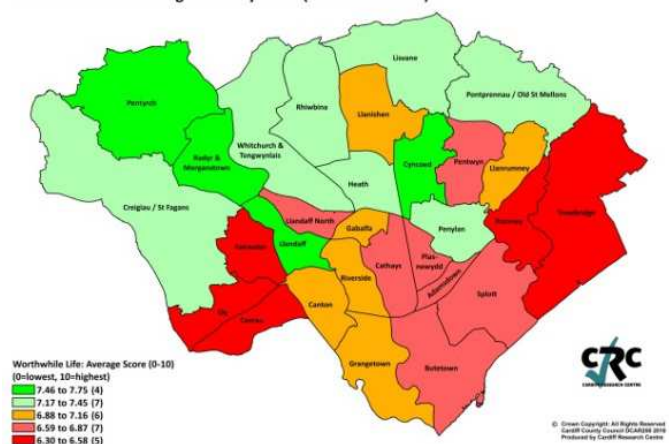 Lisvane
Pontprennau / Old St Mellons
Pentyrch
Rhiwbina
Llanishen
Whitchurch &
Tongwynlais
Radyr &
Morganstown
Cyncoed
Pentwyn
Llanrumney
Heath
Creigiau / St Fagans
Rumney
Trowbridge
Llandaff North
Gabalfa
Penylan
Fairwater
Llandaff
Plas-
newydd
Cathays
Riverside
Adamsdown
Splott
Canton
Ely
Caerau
Grangetown
Butetown
Worthwhile Life: Average Score (0-10)
(0=lowest, 10=highest)
7.46 to 7.75 (4)
7.17 to 7.45 (7)
6.88 to 7.16 (6)
6.59 to 6.87 (7)
6.30 to 6.58 (5)
CRC
CARDIFF RESEARCH CENTRE
© Crown Copyright: All Rights Reserved
Cardiff County Council
Produced by Cardiff Research Centre